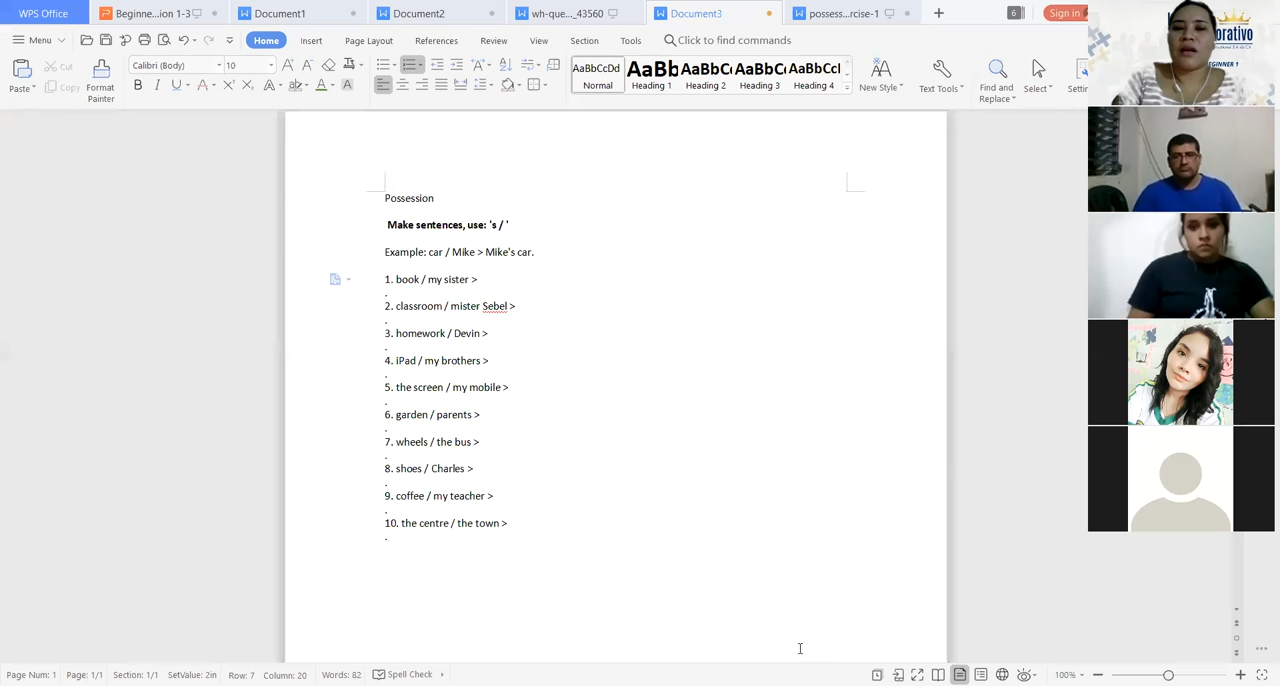 WPS Office Beginne...ion 1-3 Document1 Document2 wh-que..._43560 Document3 possess...rcise-1 + 6 Sign in
Menu Home Insert Page Layout References Review View Section Tools Click to find commands
orativo
EGINNER 1
Paste Cut Copy Format Painter Calibri (Body) 10 AaBbCcDd Normal AaBb Heading 1 AaBbC Heading 2 AaBbC Heading 3 AaBbCcI Heading 4 New Style Text Tools Find and Replace Select Settin
Possession
Make sentences, use: 's / '
Example: car / Mike > Mike's car.
1. book / my sister >
.
2. classroom / mister Sebel >
.
3. homework / Devin >
.
4. iPad / my brothers >
.
5. the screen / my mobile >
.
6. garden / parents >
.
7. wheels / the bus >
.
8. shoes / Charles >
.
9. coffee / my teacher >
.
10. the centre / the town >
.
Page Num: 1 Page: 1/1 Section: 1/1 SetValue: 2in Row: 7 Column: 20 Words: 82 Spell Check 100%